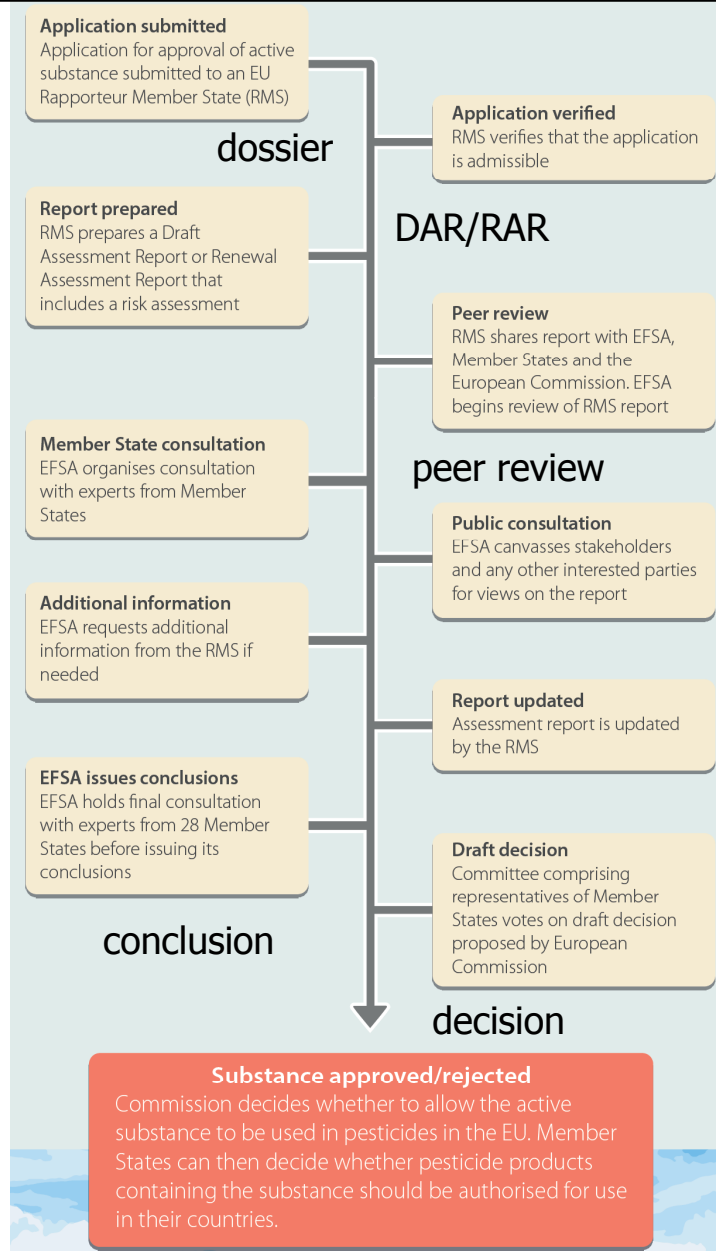 Application submitted
Application for approval of active
substance submitted to an EU
Rapporteur Member State (RMS)
dossier
Application verified
RMS verifies that the application
is admissible
Report prepared
RMS prepares a Draft
Assessment Report or Renewal
Assessment Report that
includes a risk assessment
DAR/RAR
Peer review
RMS shares report with EFSA,
Member States and the
European Commission. EFSA
begins review of RMS report
Member State consultation
EFSA organises consultation
with experts from Member
States
peer review
Public consultation
EFSA canvasses stakeholders
and any other interested parties
for views on the report
Additional information
EFSA requests additional
information from the RMS if
needed
Report updated
Assessment report is updated
by the RMS
EFSA issues conclusions
EFSA holds final consultation
with experts from 28 Member
States before issuing its
conclusions
conclusion
Draft decision
Committee comprising
representatives of Member
States votes on draft decision
proposed by European
Commission
decision
Substance approved/rejected
Commission decides whether to allow the active
substance to be used in pesticides in the EU. Member
States can then decide whether pesticide products
containing the substance should be authorised for use
in their countries.